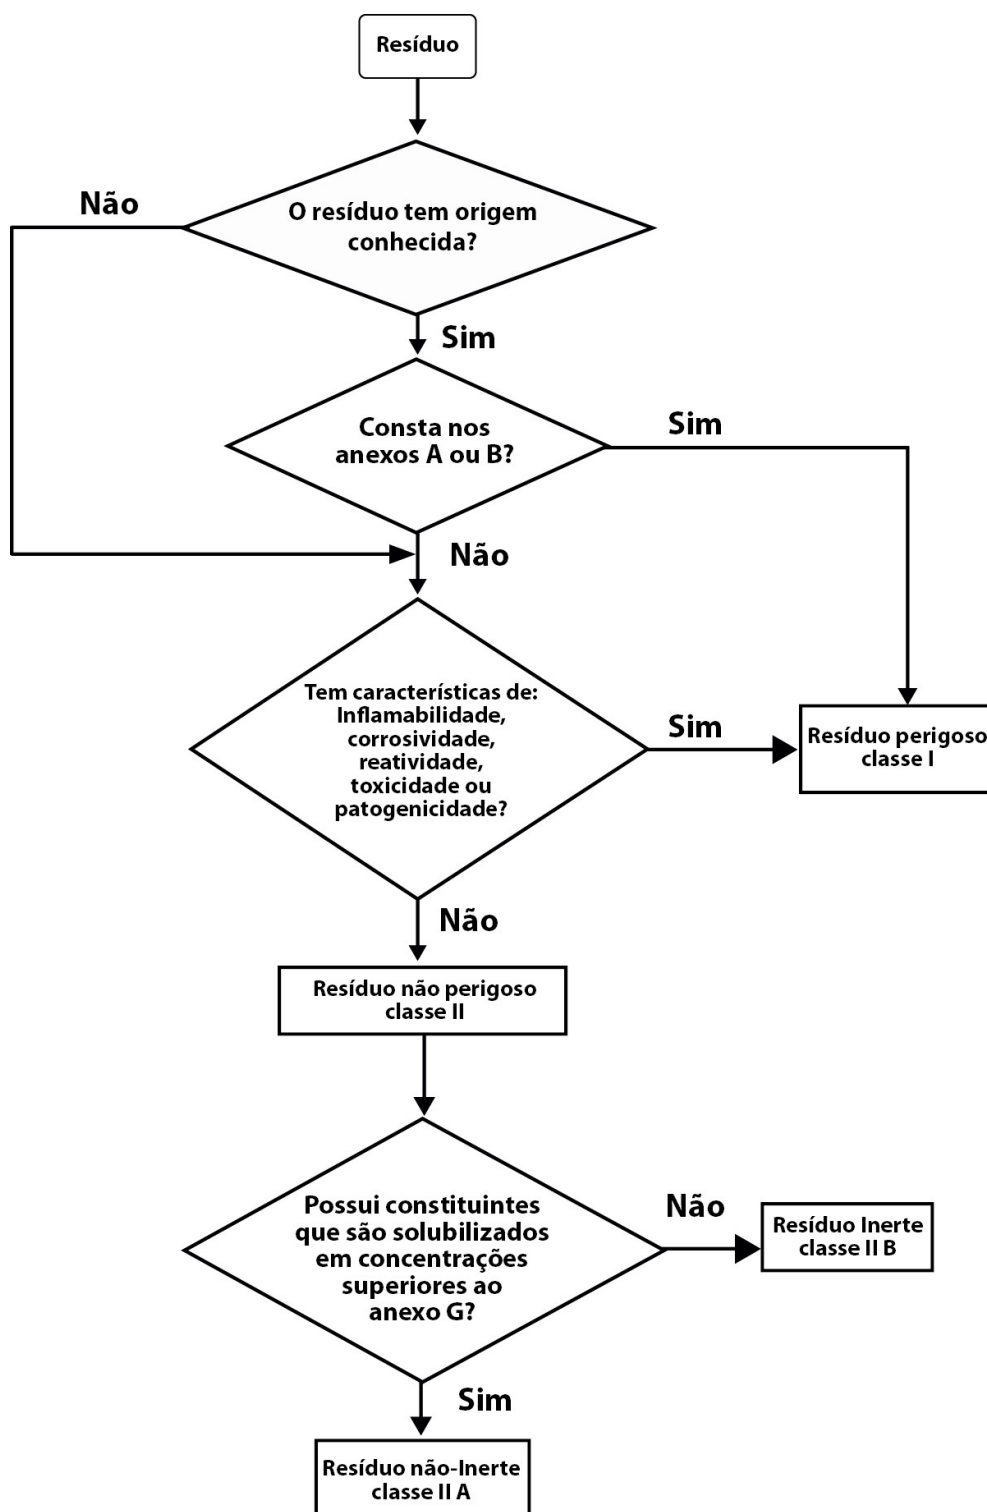 Resíduo
Não
O resíduo tem origem
conhecida?
Sim
Consta nos
anexos A ou B?
Sim
Não
Tem características de:
Inflamabilidade,
corrosividade,
reatividade,
toxicidade ou
patogenicidade?
Sim
Resíduo perigoso
classe I
Não
Resíduo não perigoso
classe II
Possui constituintes
que são solubilizados
em concentrações
superiores ao
anexo G?
Não
Resíduo Inerte
classe II B
Sim
Resíduo não-Inerte
classe II A